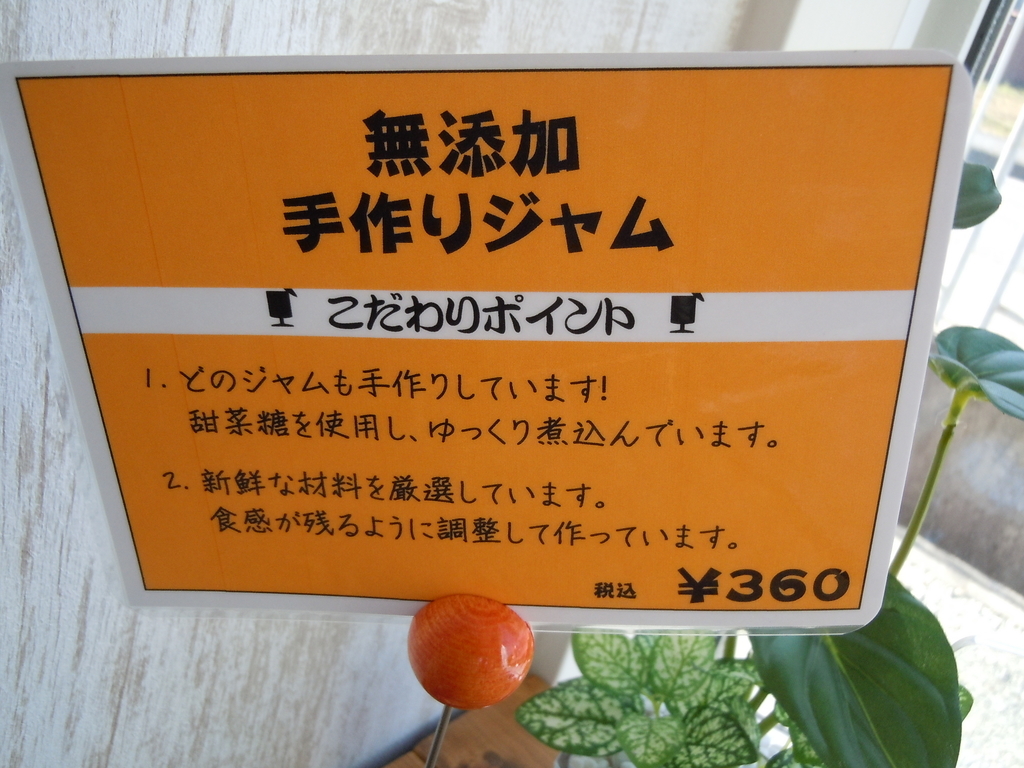 無添加
手作りジャム
こだわりポイント
1. どのジャムも手作りしています!
甜菜糖を使用し、ゆっくり煮込んでいます。
2. 新鮮な材料を厳選しています。
食感が残るように調整して作っています。
税込 ¥360